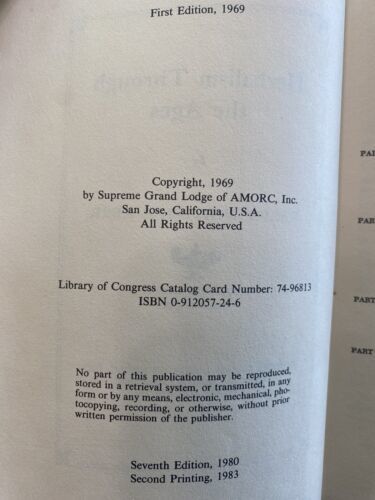 First Edition, 1969
Copyright, 1969
by Supreme Grand Lodge of AMORC, Inc.
San Jose, California, U.S.A.
All Rights Reserved
Library of Congress Catalog Card Number: 74-96813
ISBN 0-912057-24-6
No part of this publication may be reproduced,
stored in a retrieval system, or transmitted, in any
form or by any means, electronic, mechanical, pho-
tocopying, recording, or otherwise, without prior
written permission of the publisher.
Seventh Edition, 1980
Second Printing, 1983
PART